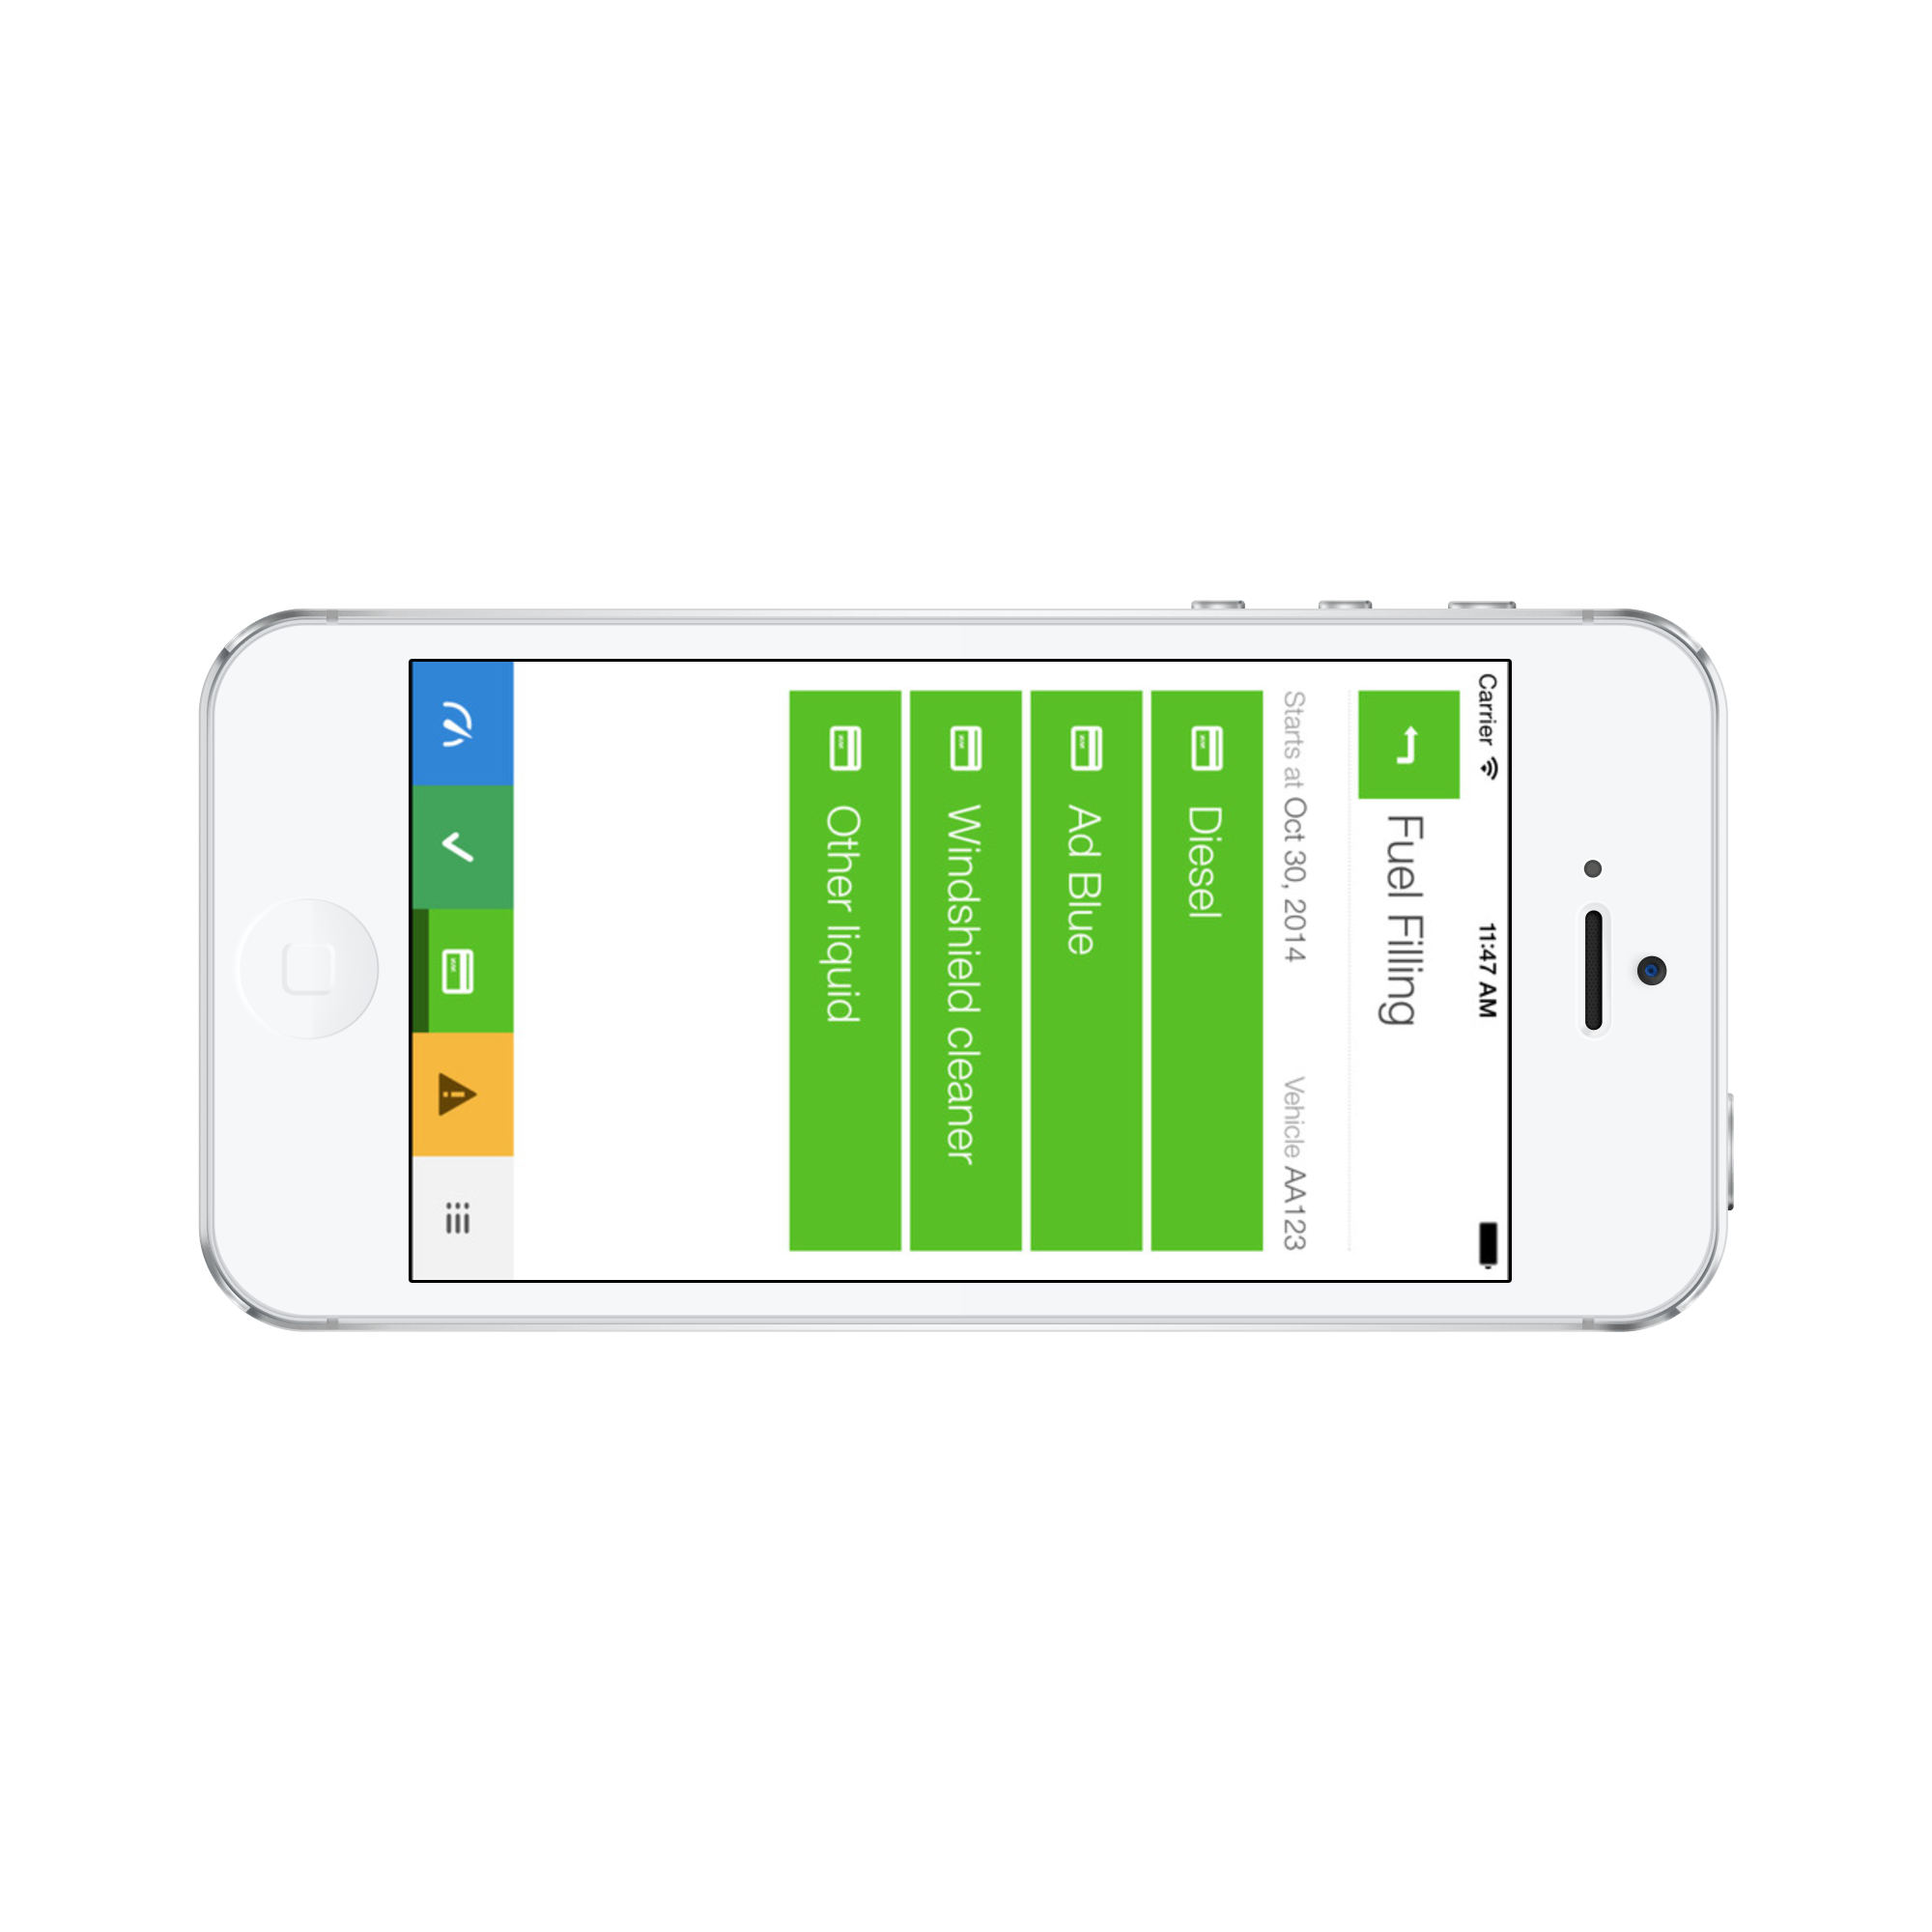 Carrier 11:47 AM
Fuel Filling
Starts at Oct 30, 2014 Vehicle AA123
Diesel
Ad Blue
Windshield cleaner
Other liquid